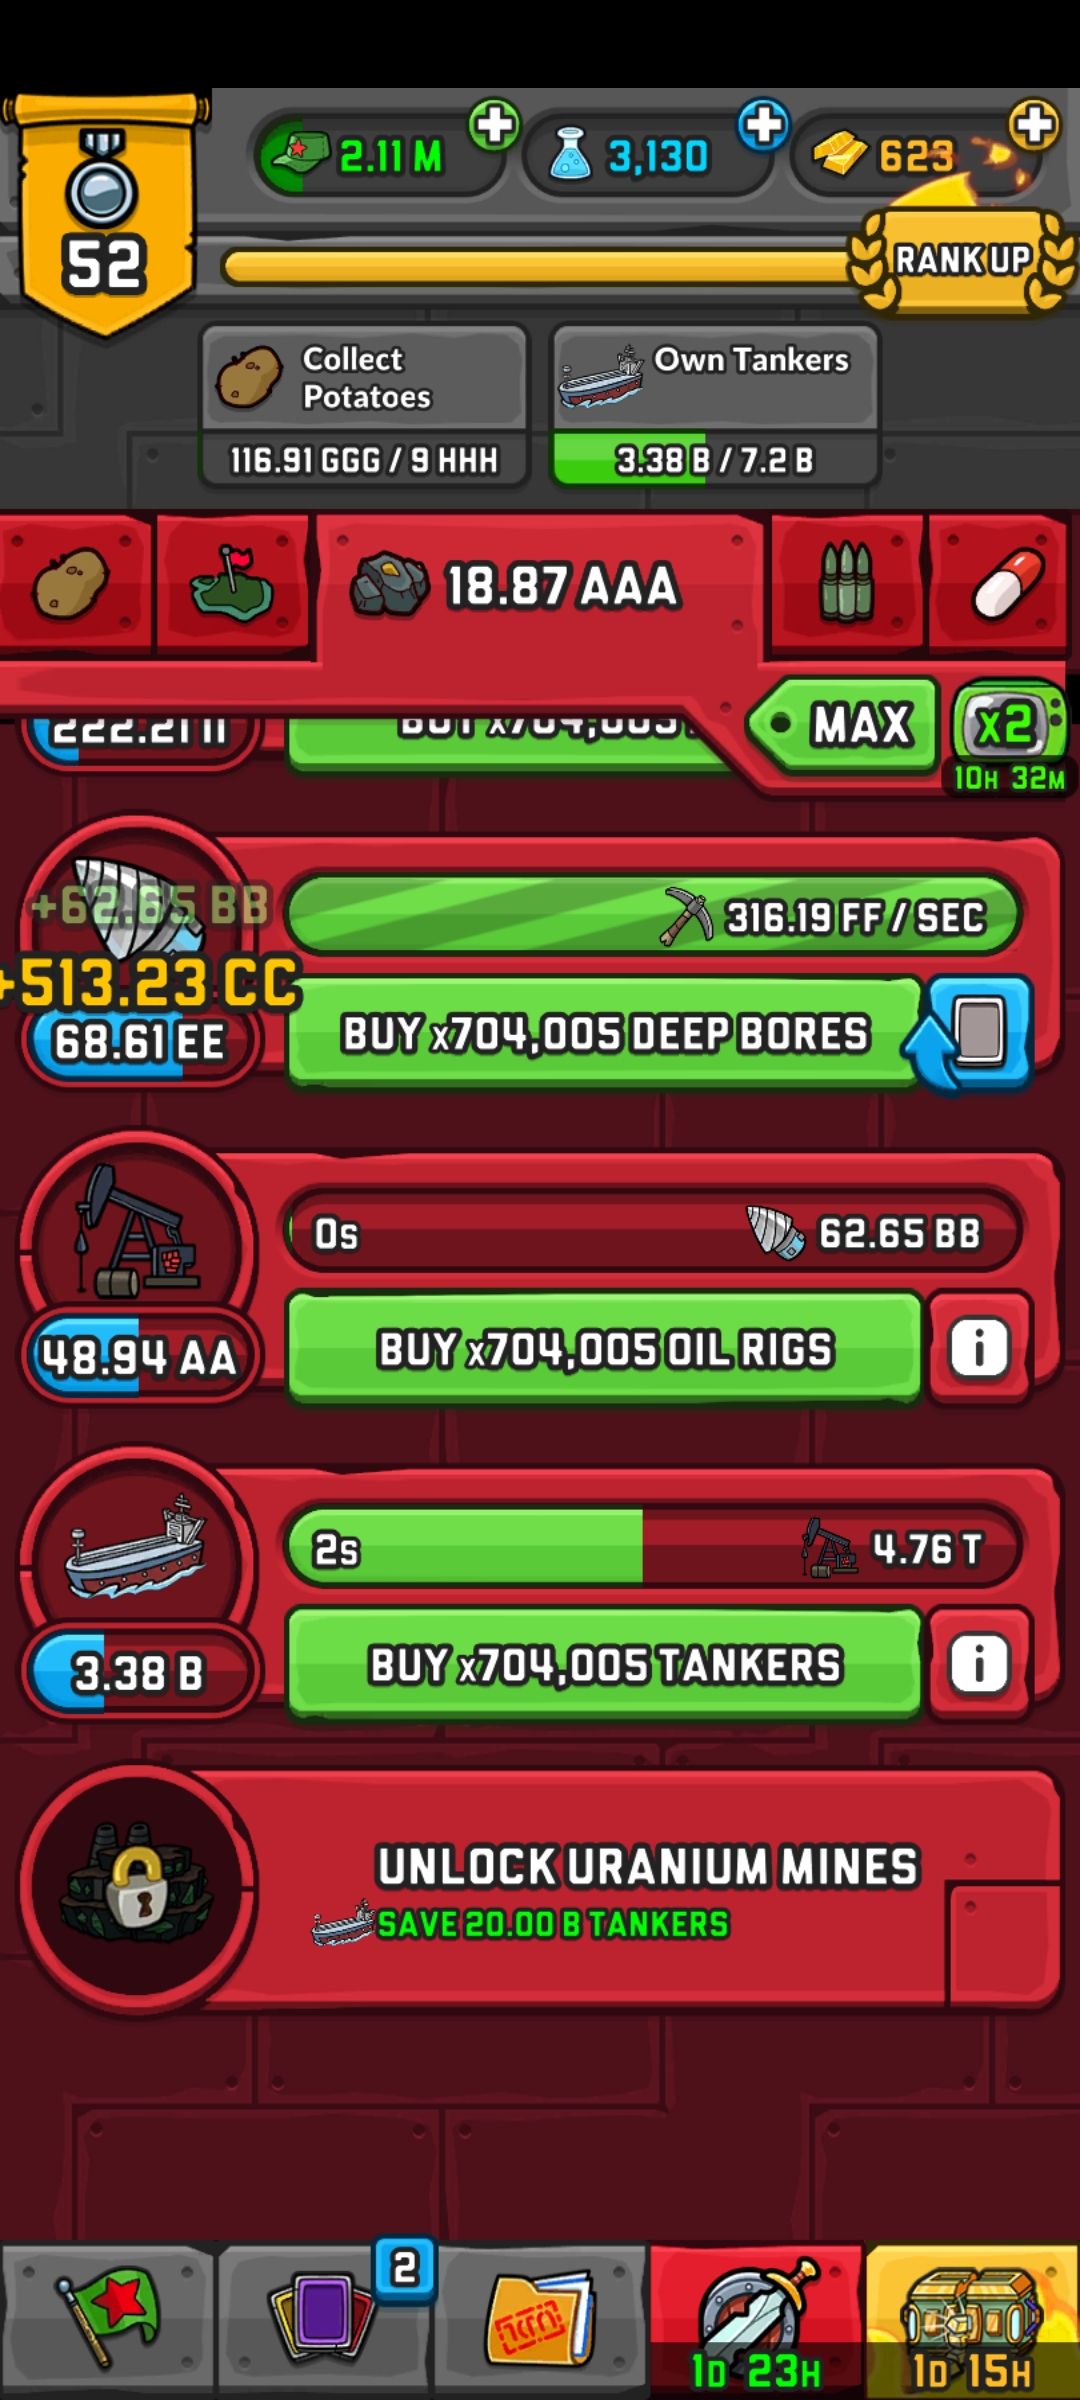 52
2.11 M
3,130
623
RANK UP
Collect
Potatoes
116.91 GGG / 9 HHH
Own Tankers
3.38 B / 7.2 B
18.87 AAA
MAX
x2
10H 32M
222.21 II
BUY x704,005
+62.65 BB
+513.23 CC
68.61 EE
316.19 FF / SEC
BUY x704,005 DEEP BORES
0s
62.65 BB
48.94 AA
BUY x704,005 OIL RIGS
i
2s
4.76 T
3.38 B
BUY x704,005 TANKERS
i
UNLOCK URANIUM MINES
SAVE 20.00 B TANKERS
2
1D 23H
1D 15H